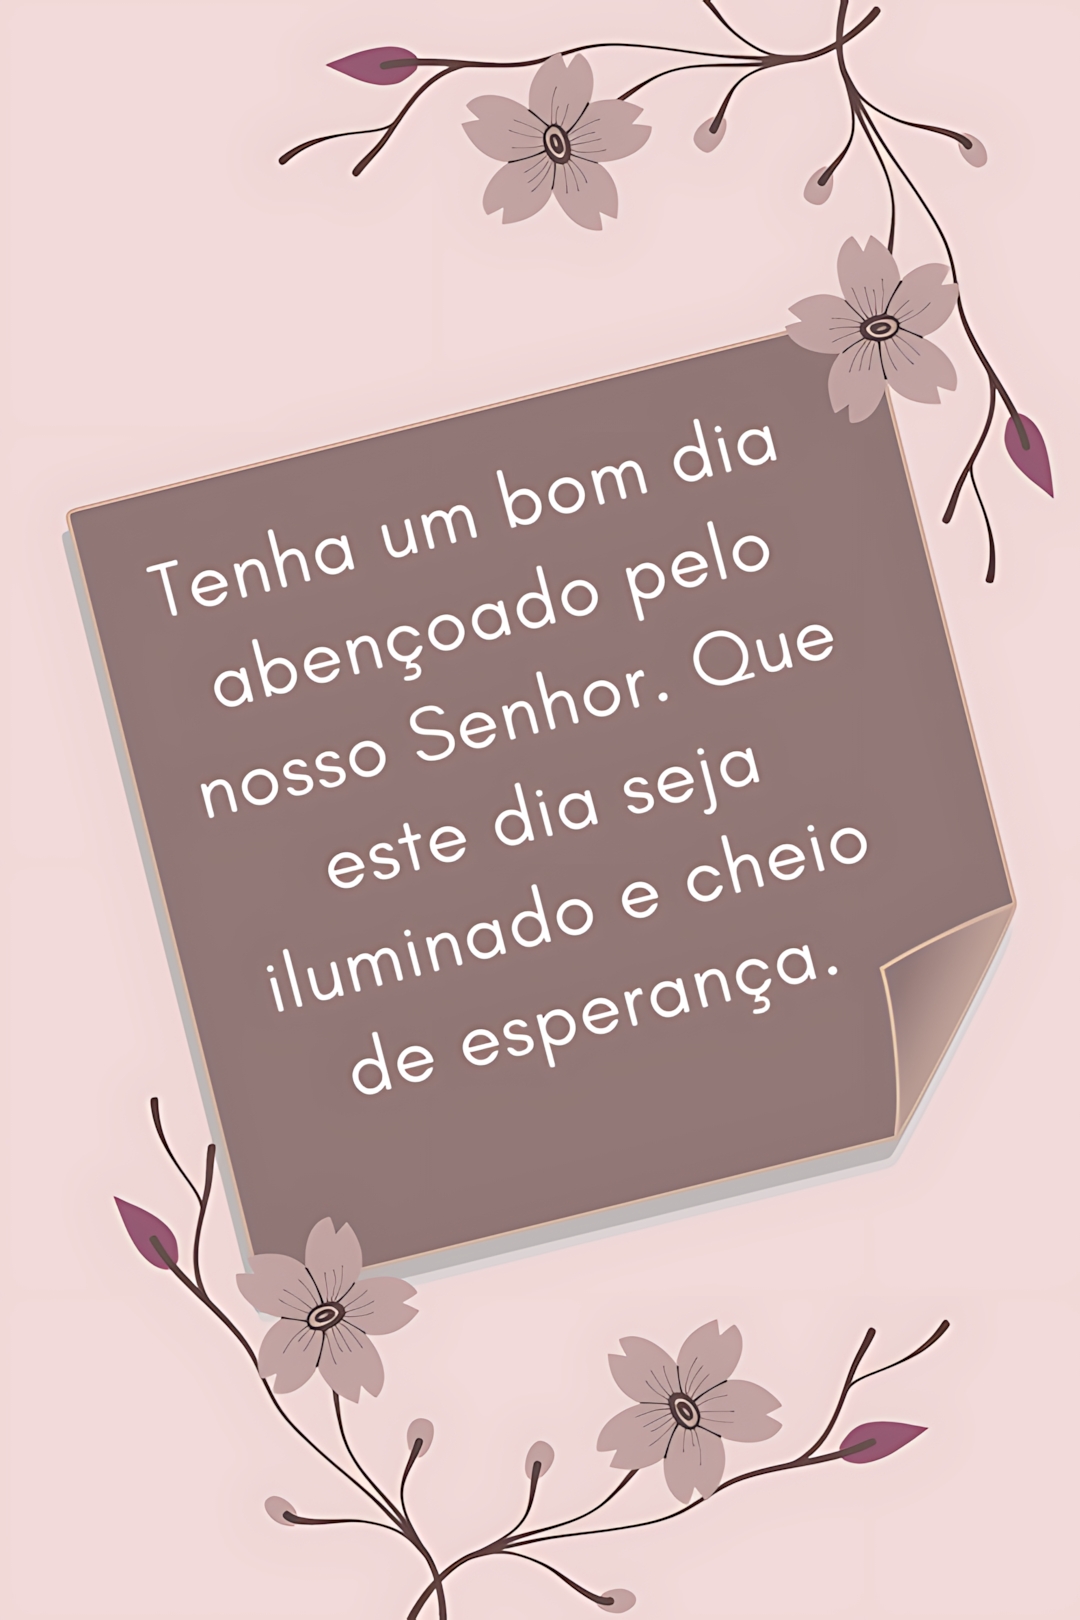 Tenha um bom dia
abençoado pelo
nosso Senhor. Que
este dia seja
iluminado e cheio
de esperança.